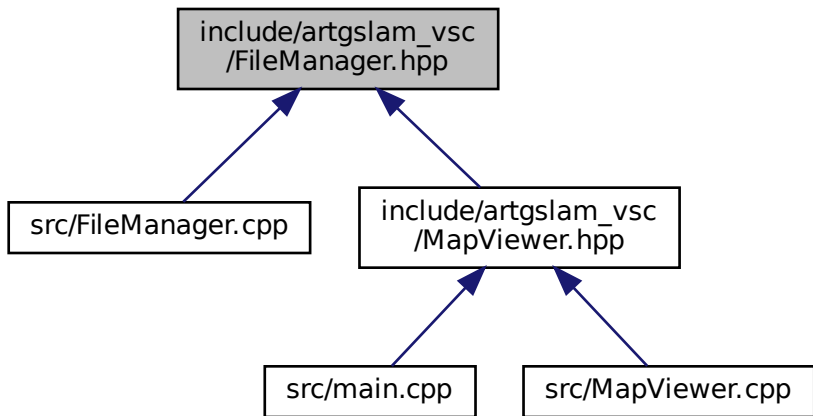 include/artgslam_vsc
/FileManager.hpp
src/FileManager.cpp
include/artgslam_vsc
/MapViewer.hpp
src/main.cpp
src/MapViewer.cpp